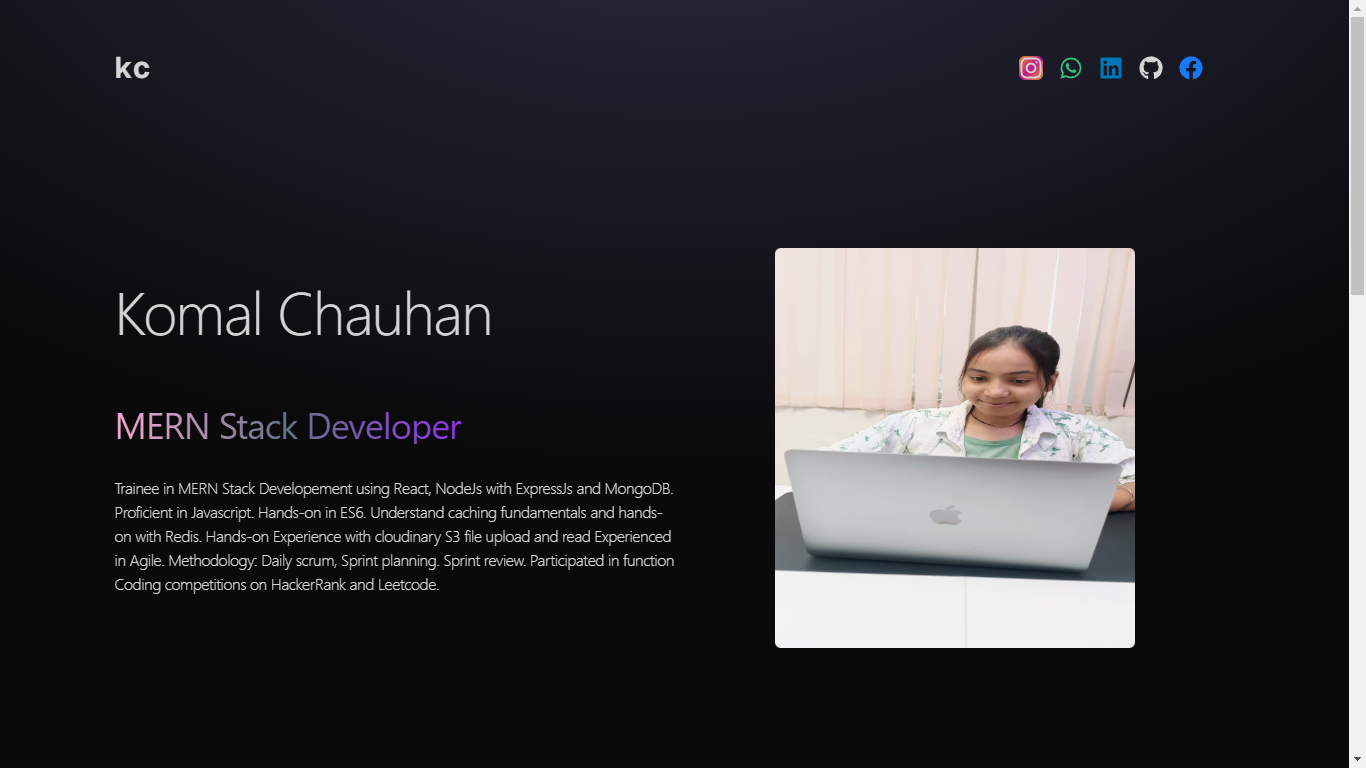 kc
Komal Chauhan
MERN Stack Developer
Trainee in MERN Stack Developement using React, NodeJs with ExpressJs and MongoDB.
Proficient in Javascript. Hands-on in ES6. Understand caching fundamentals and hands-
on with Redis. Hands-on Experience with cloudinary S3 file upload and read Experienced
in Agile. Methodology: Daily scrum, Sprint planning. Sprint review. Participated in function
Coding competitions on HackerRank and Leetcode.